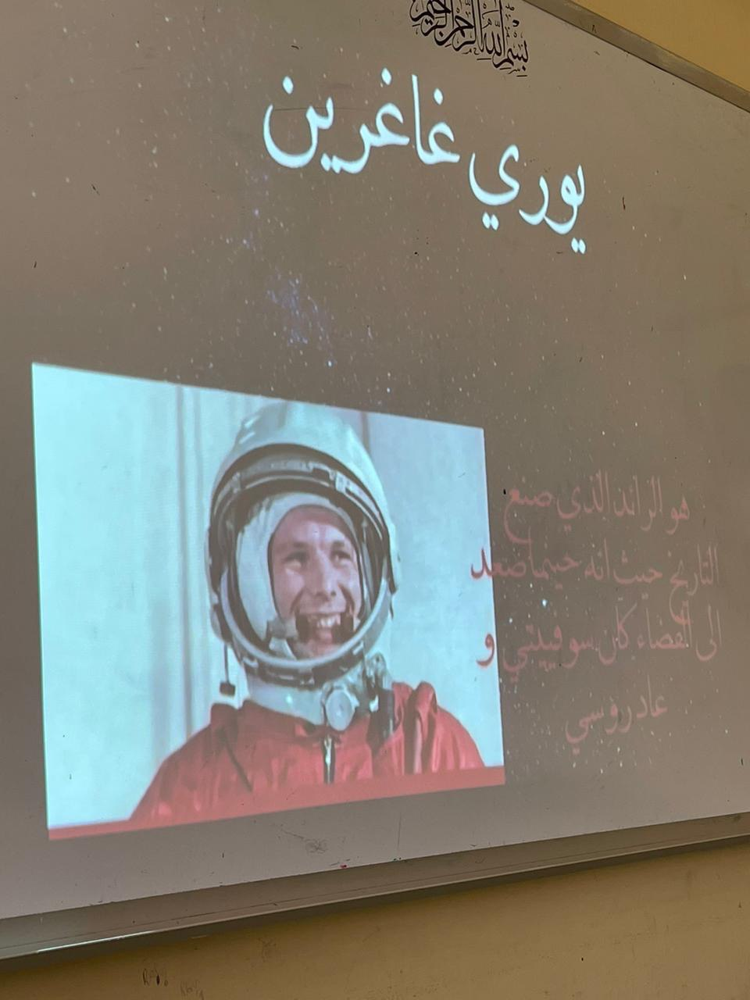 بسم الله الرحمن الرحيم
يوري غاغرين
هو الرائد الذي صنع
التاريخ حيث انه حينما صعد
الى الفضاء كان سوفييتي و
عاد روسي